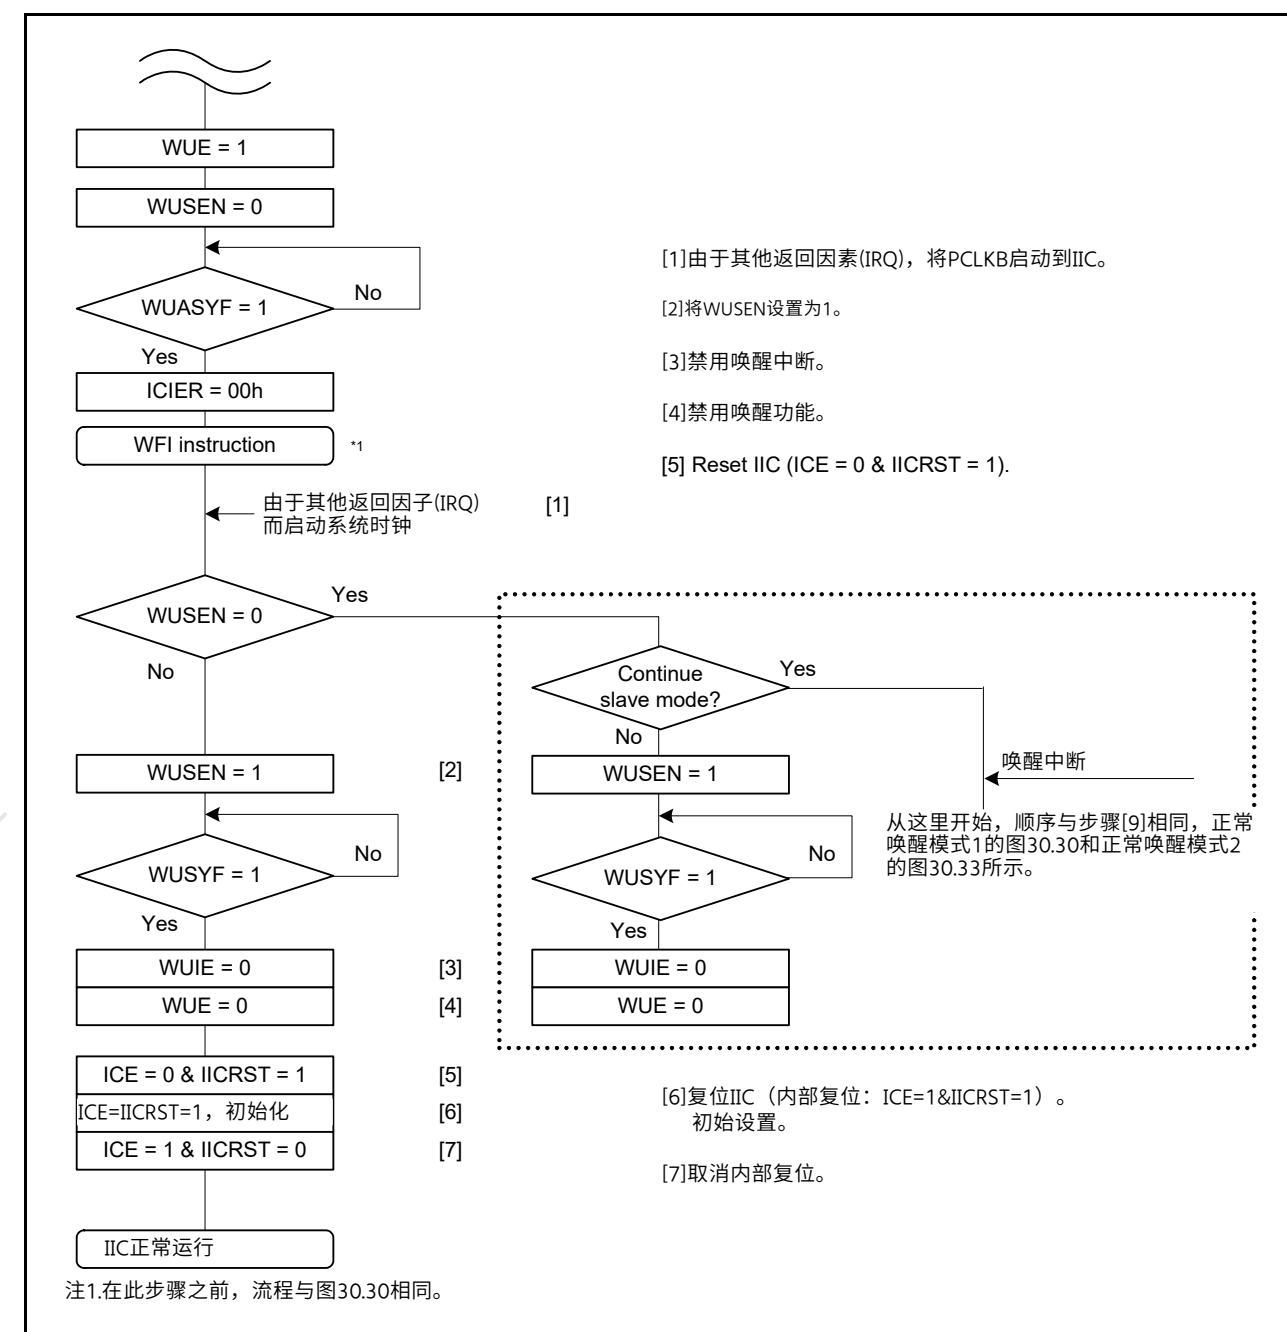 WUE = 1
WUSEN = 0
WUASYF = 1
No
Yes
ICIER = 00h
WFI instruction
*1
由于其他返回因子(IRQ)
而启动系统时钟
[1]
[1]由于其他返回因素(IRQ)，将PCLKB启动到IIC。
[2]将WUSEN设置为1。
[3]禁用唤醒中断。
[4]禁用唤醒功能。
[5] Reset IIC (ICE = 0 & IICRST = 1).
WUSEN = 0
Yes
No
WUSEN = 1
[2]
WUSYF = 1
No
Yes
WUIE = 0
[3]
WUE = 0
[4]
ICE = 0 & IICRST = 1
[5]
ICE=IICRST=1，初始化
[6]
ICE = 1 & IICRST = 0
[7]
IIC正常运行
Continue
slave mode?
Yes
No
WUSEN = 1
WUSYF = 1
No
Yes
WUIE = 0
WUE = 0
唤醒中断
从这里开始，顺序与步骤[9]相同，正常
唤醒模式1的图30.30和正常唤醒模式2
的图30.33所示。
[6]复位IIC（内部复位：ICE=1&IICRST=1）。
初始设置。
[7]取消内部复位。
注1.在此步骤之前，流程与图30.30相同。